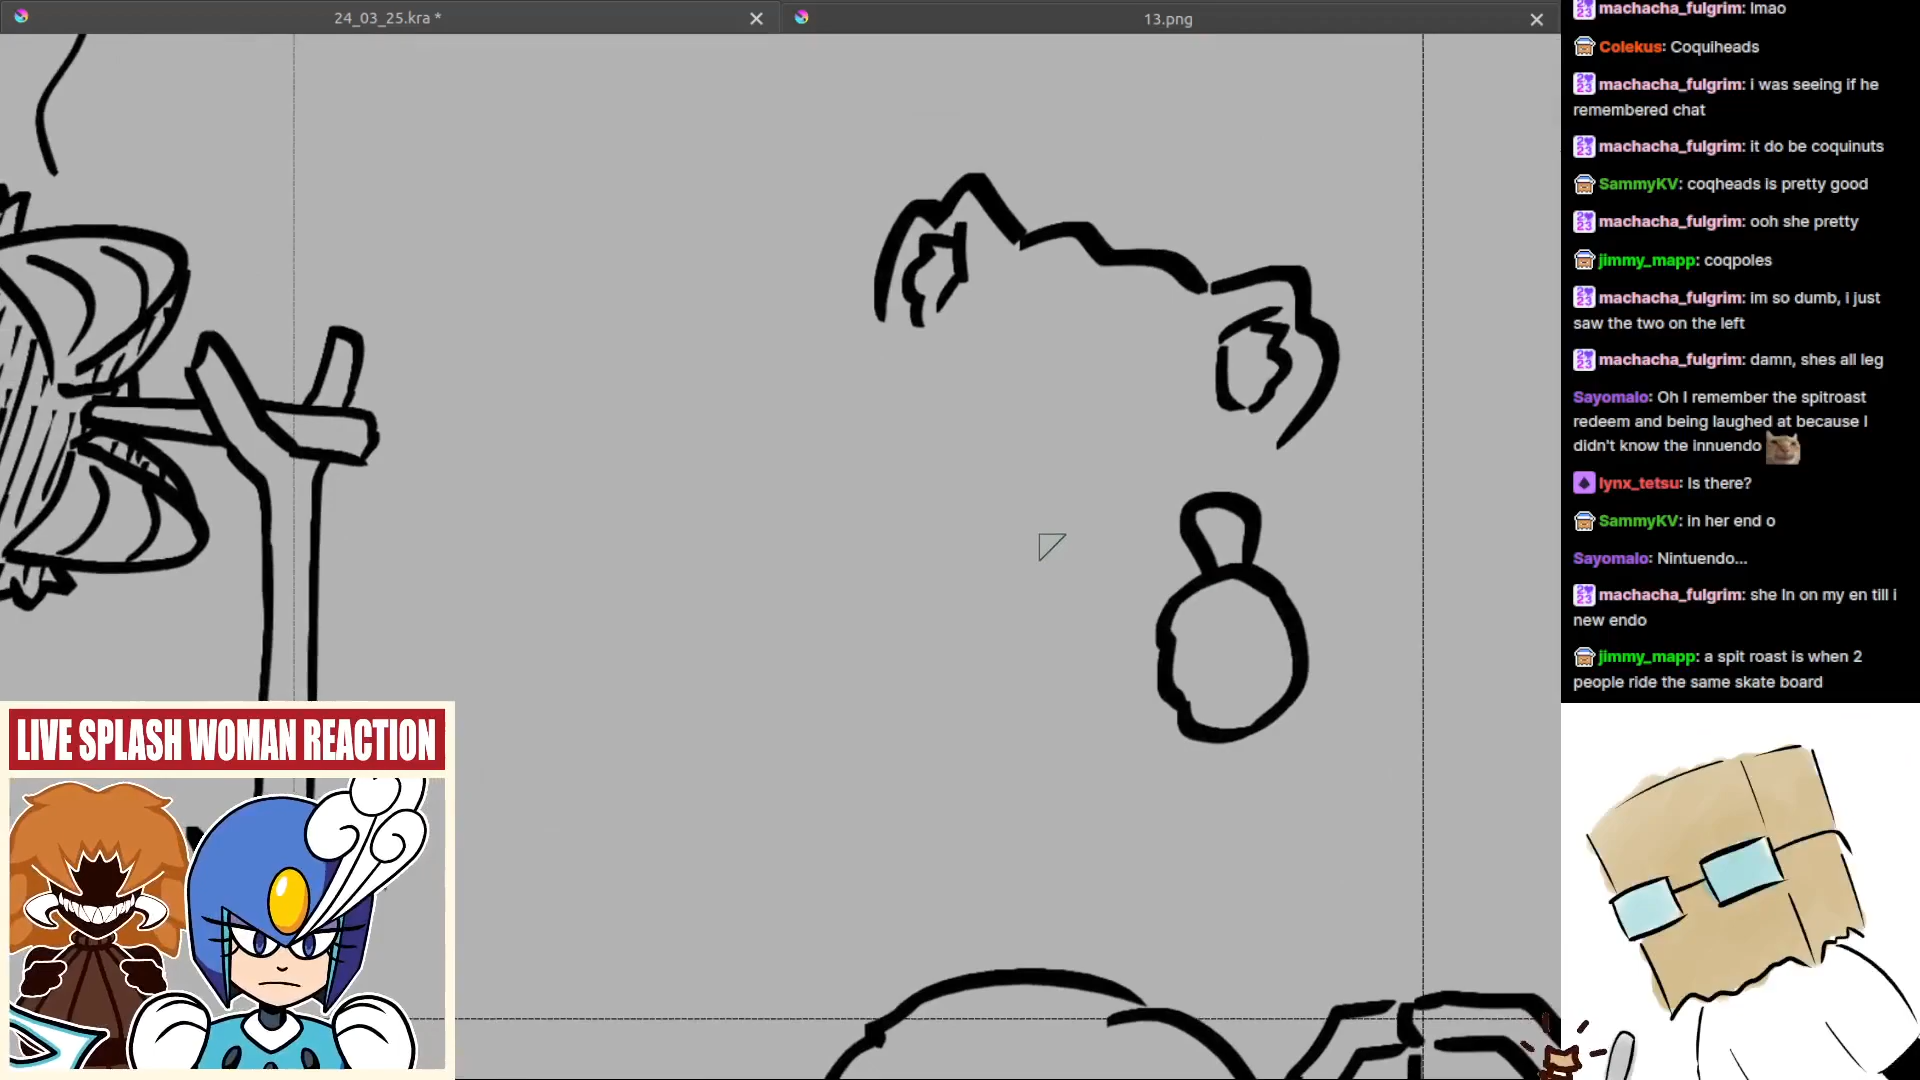 24_03_25.kra *
13.png
machacha_fulgrim: lmao
Colekus: Coquiheads
machacha_fulgrim: i was seeing if he
remembered chat
machacha_fulgrim: it do be coquinuts
SammyKV: coqheads is pretty good
machacha_fulgrim: ooh she pretty
jimmy_mapp: coqpoles
machacha_fulgrim: im so dumb, i just
saw the two on the left
machacha_fulgrim: damn, shes all leg
Sayomalo: Oh I remember the spitroast
redeem and being laughed at because I
didn't know the innuendo
lynx_tetsu: Is there?
SammyKV: in her end o
Sayomalo: Nintuendo...
machacha_fulgrim: she In on my en till i
new endo
jimmy_mapp: a spit roast is when 2
people ride the same skate board
LIVE SPLASH WOMAN REACTION